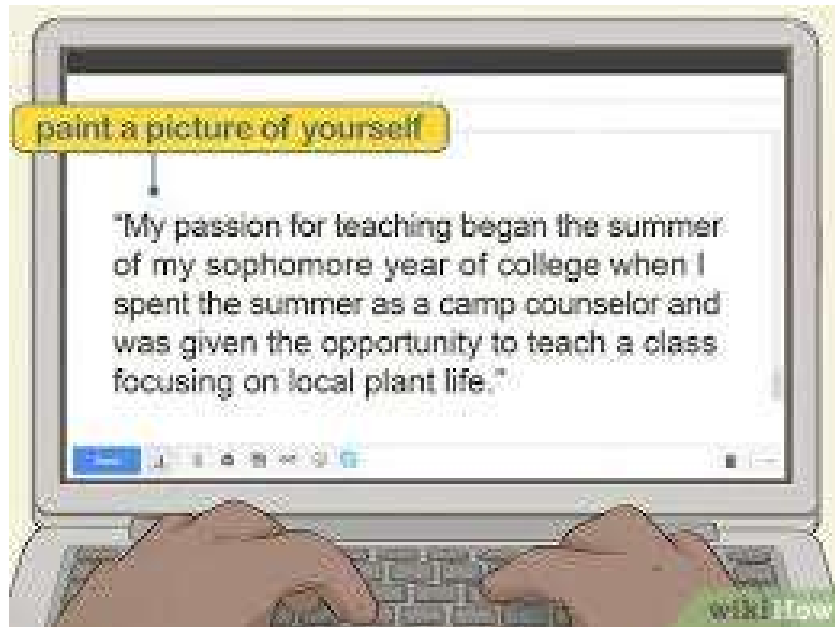 paint a picture of yourself
"My passion for teaching began the summer
of my sophomore year of college when I
spent the summer as a camp counselor and
was given the opportunity to teach a class
focusing on local plant life."
wikiHow